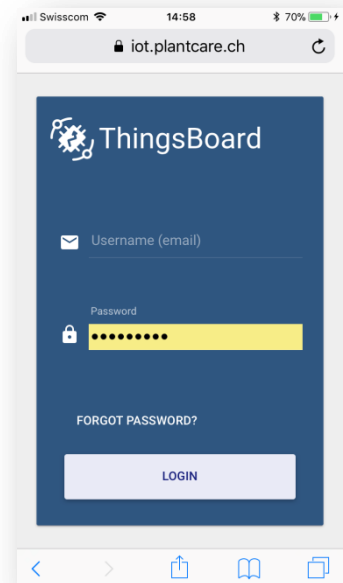 Swisscom 14:58 70%
iot.plantcare.ch
ThingsBoard
Username (email)
Password
•••••••••
FORGOT PASSWORD?
LOGIN